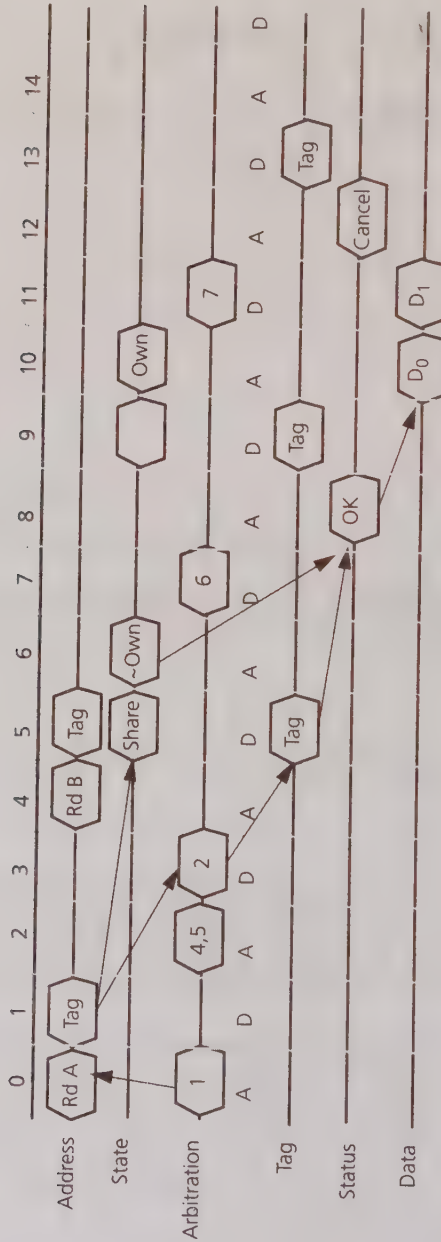 0 1 2 3 4 5 6 7 8 9 10 11 12 13 14
Address Rd A Tag Rd B Tag
State Share ~Own Own
Arbitration 1 4,5 2 6 7
A D A D A D A D A D A D A D A D
Tag Tag Tag Tag
Status OK Cancel
Data D0 D1